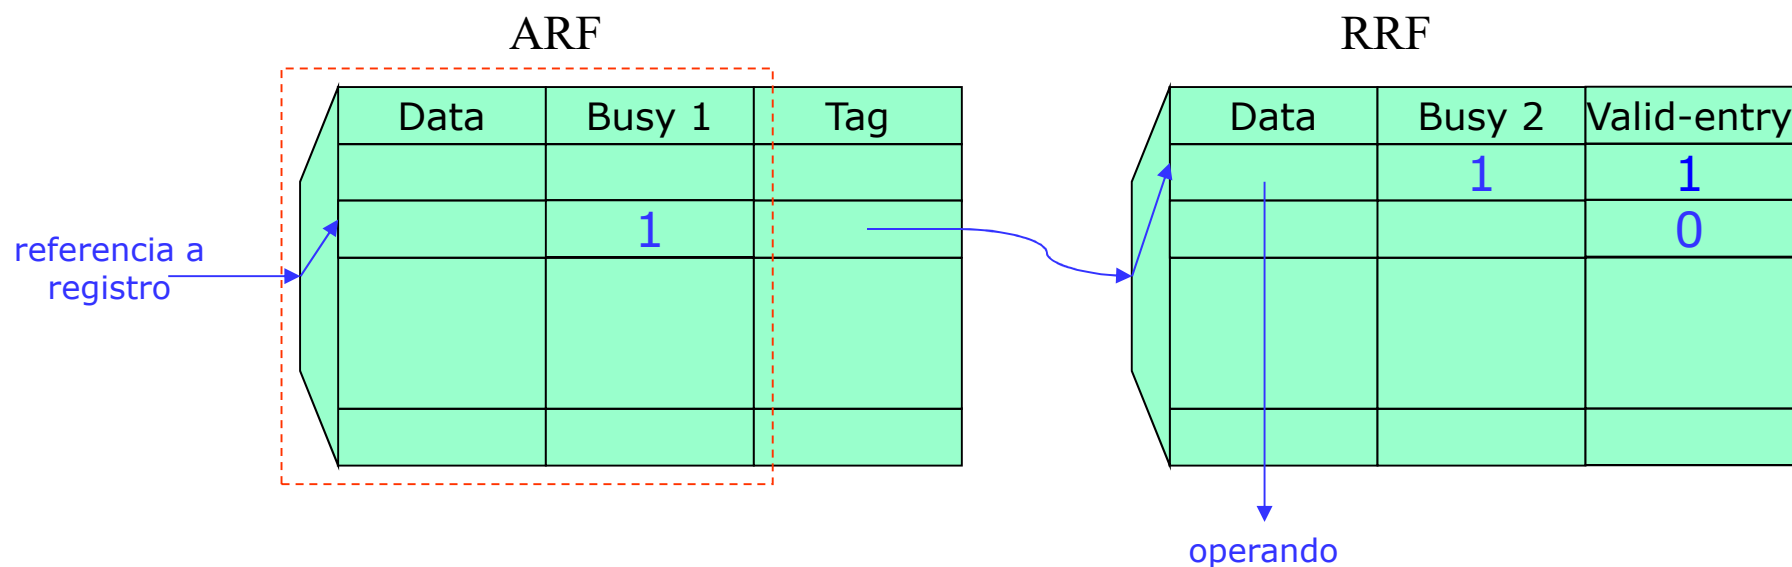 ARF
RRF
Data Busy 1 Tag
Data Busy 2 Valid-entry
1 1
1
0
referencia a
registro
operando